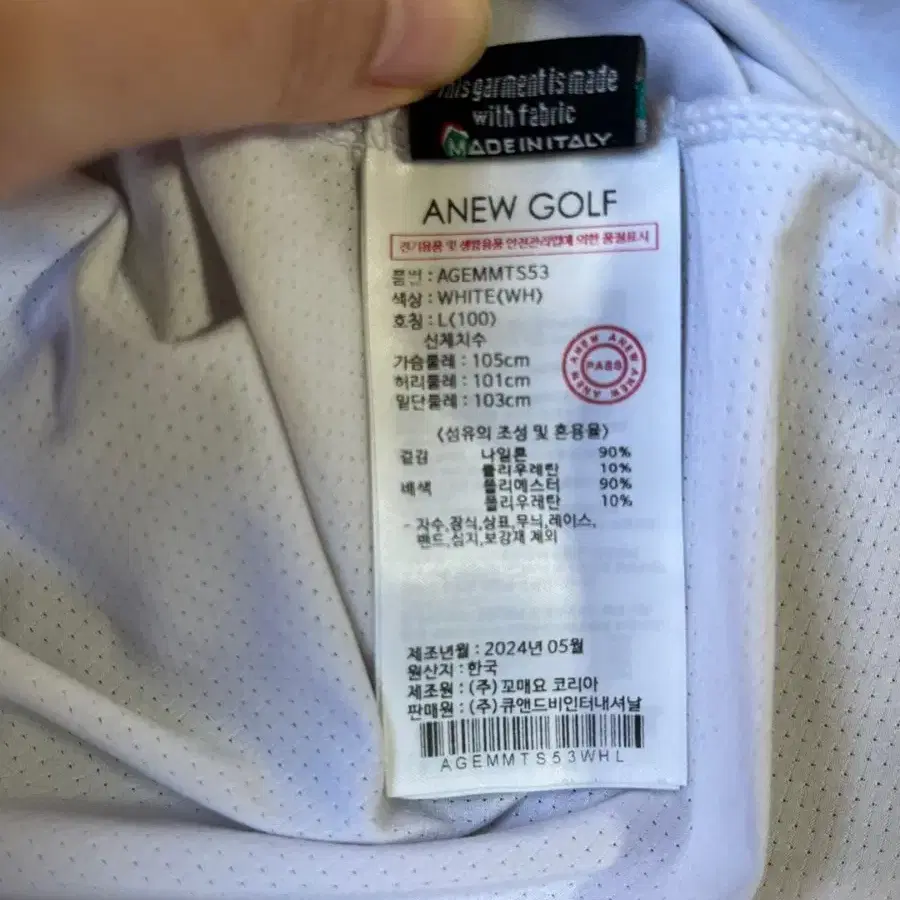 This garment is made
with fabric
MADE IN ITALY
ANEW GOLF
전기용품 및 생활용품 안전관리법에 의한 품질표시
품번 : AGEMMTS53
색상 : WHITE(WH)
호칭 : L(100)
신체치수
가슴둘레 : 105cm
허리둘레 : 101cm
밑단둘레 : 103cm
ANEW ANEW ANEW
PASS
<섬유의 조성 및 혼용율>
겉감 나일론 90%
폴리우레탄 10%
배색 폴리에스터 90%
폴리우레탄 10%
- 자수,장식,상표,무늬,레이스,
밴드,심지,보강재 제외
제조년월 : 2024년 05월
원산지 : 한국
제조원 : (주)꼬매요 코리아
판매원 : (주)큐앤드비인터내셔날
AGEMMTS53WHL